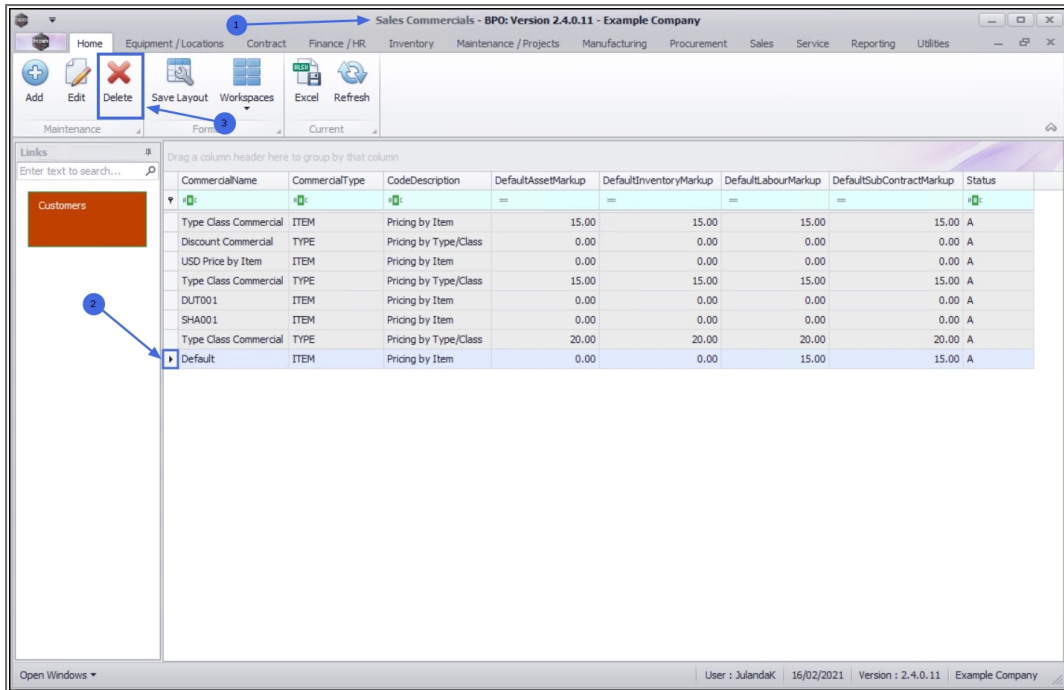 1
Sales Commercials - BPO: Version 2.4.0.11 - Example Company
Home Equipment / Locations Contract Finance / HR Inventory Maintenance / Projects Manufacturing Procurement Sales Service Reporting Utilities
Add Edit Delete Save Layout Workspaces Excel Refresh
3
Maintenance Form Current
Links
Enter text to search...
Customers
Drag a column header here to group by that column
CommercialName CommercialType CodeDescription DefaultAssetMarkup DefaultInventoryMarkup DefaultLabourMarkup DefaultSubContractMarkup Status
Type Class Commercial ITEM Pricing by Item 15.00 15.00 15.00 15.00 A
Discount Commercial TYPE Pricing by Type/Class 0.00 0.00 0.00 0.00 A
USD Price by Item ITEM Pricing by Item 0.00 0.00 0.00 0.00 A
Type Class Commercial TYPE Pricing by Type/Class 15.00 15.00 15.00 15.00 A
DUT001 ITEM Pricing by Item 0.00 0.00 0.00 0.00 A
2
SHA001 ITEM Pricing by Item 0.00 0.00 0.00 0.00 A
Type Class Commercial TYPE Pricing by Type/Class 20.00 20.00 20.00 20.00 A
Default ITEM Pricing by Item 0.00 0.00 15.00 15.00 A
Open Windows User : JulandaK 16/02/2021 Version : 2.4.0.11 Example Company